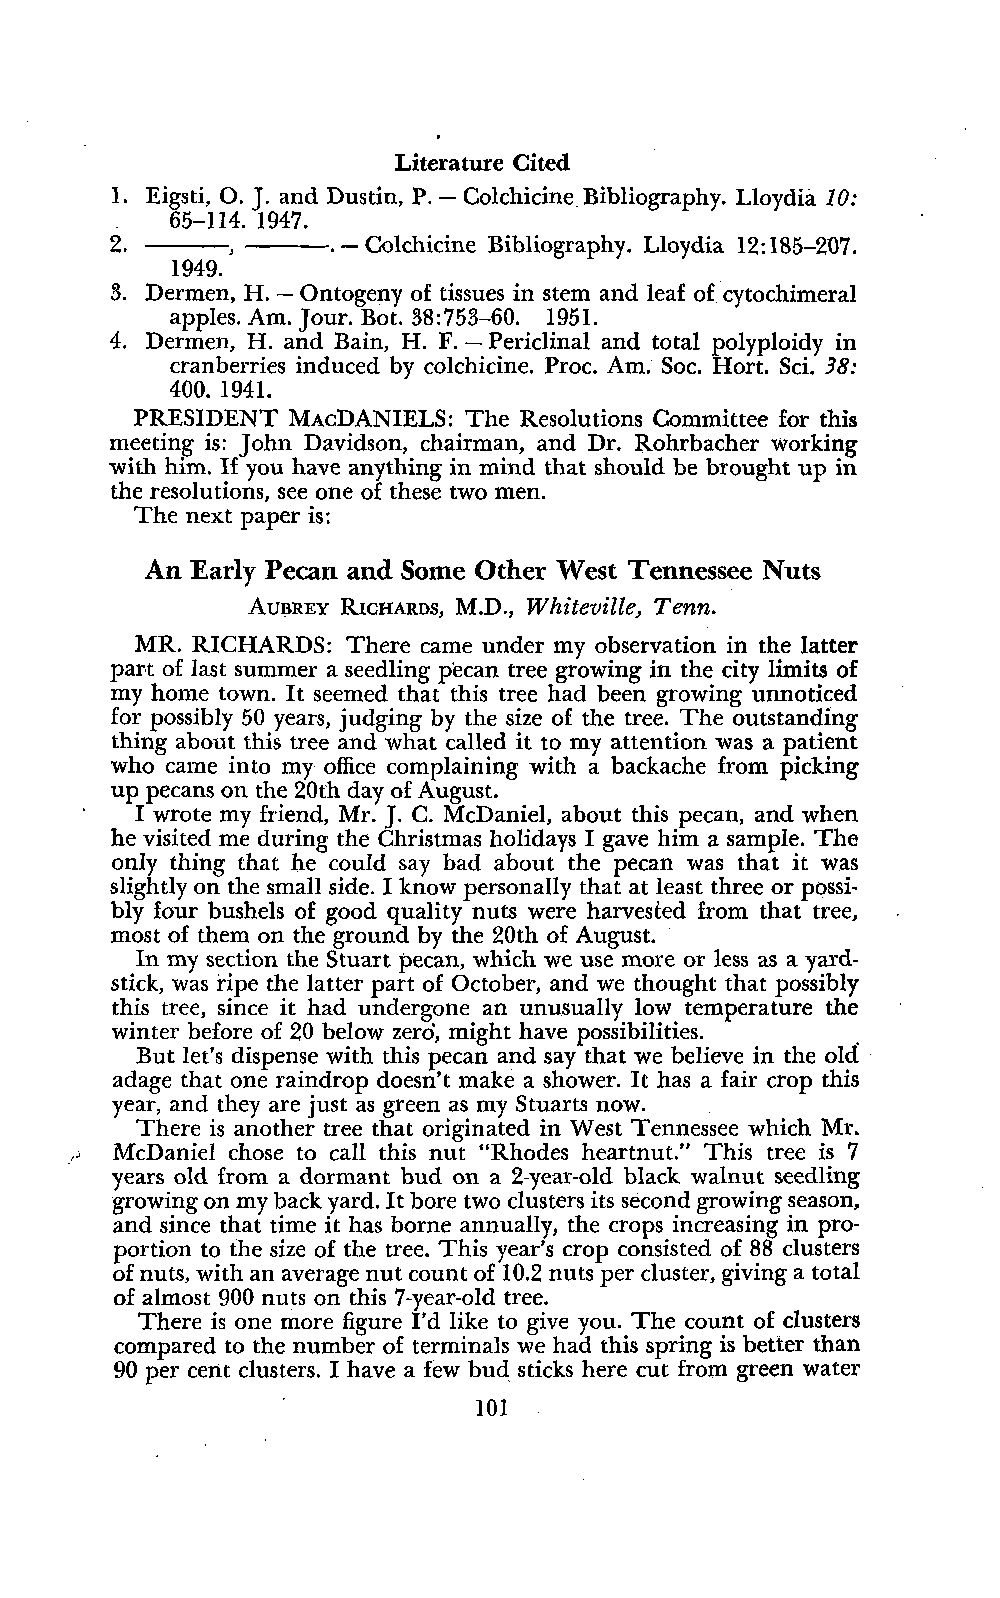 Literature Cited
1. Eigsti, O. J. and Dustin, P. — Colchicine Bibliography. Lloydia 10:
65–114. 1947.
2. ———, ———. — Colchicine Bibliography. Lloydia 12:185–207.
1949.
3. Dermen, H. — Ontogeny of tissues in stem and leaf of cytochimeral
apples. Am. Jour. Bot. 38:753–60. 1951.
4. Dermen, H. and Bain, H. F. — Periclinal and total polyploidy in
cranberries induced by colchicine. Proc. Am. Soc. Hort. Sci. 38:
400. 1941.
PRESIDENT MACDANIELS: The Resolutions Committee for this
meeting is: John Davidson, chairman, and Dr. Rohrbacher working
with him. If you have anything in mind that should be brought up in
the resolutions, see one of these two men.
The next paper is:
An Early Pecan and Some Other West Tennessee Nuts
AUBREY RICHARDS, M.D., Whiteville, Tenn.
MR. RICHARDS: There came under my observation in the latter
part of last summer a seedling pecan tree growing in the city limits of
my home town. It seemed that this tree had been growing unnoticed
for possibly 50 years, judging by the size of the tree. The outstanding
thing about this tree and what called it to my attention was a patient
who came into my office complaining with a backache from picking
up pecans on the 20th day of August.
I wrote my friend, Mr. J. C. McDaniel, about this pecan, and when
he visited me during the Christmas holidays I gave him a sample. The
only thing that he could say bad about the pecan was that it was
slightly on the small side. I know personally that at least three or possi-
bly four bushels of good quality nuts were harvested from that tree,
most of them on the ground by the 20th of August.
In my section the Stuart pecan, which we use more or less as a yard-
stick, was ripe the latter part of October, and we thought that possibly
this tree, since it had undergone an unusually low temperature the
winter before of 20 below zero, might have possibilities.
But let's dispense with this pecan and say that we believe in the old
adage that one raindrop doesn't make a shower. It has a fair crop this
year, and they are just as green as my Stuarts now.
There is another tree that originated in West Tennessee which Mr.
McDaniel chose to call this nut "Rhodes heartnut." This tree is 7
years old from a dormant bud on a 2-year-old black walnut seedling
growing on my back yard. It bore two clusters its second growing season,
and since that time it has borne annually, the crops increasing in pro-
portion to the size of the tree. This year's crop consisted of 88 clusters
of nuts, with an average nut count of 10.2 nuts per cluster, giving a total
of almost 900 nuts on this 7-year-old tree.
There is one more figure I'd like to give you. The count of clusters
compared to the number of terminals we had this spring is better than
90 per cent clusters. I have a few bud sticks here cut from green water
101